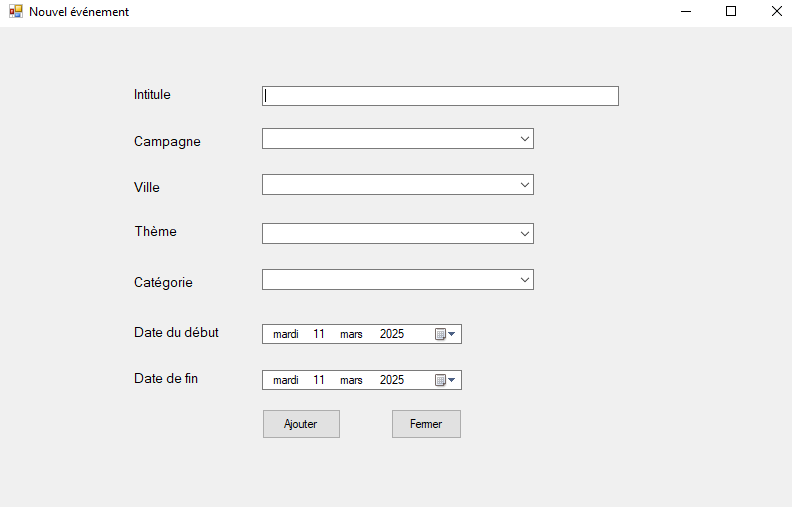 Nouvel événement
Intitule
Campagne
Ville
Thème
Catégorie
Date du début mardi 11 mars 2025
Date de fin mardi 11 mars 2025
Ajouter Fermer